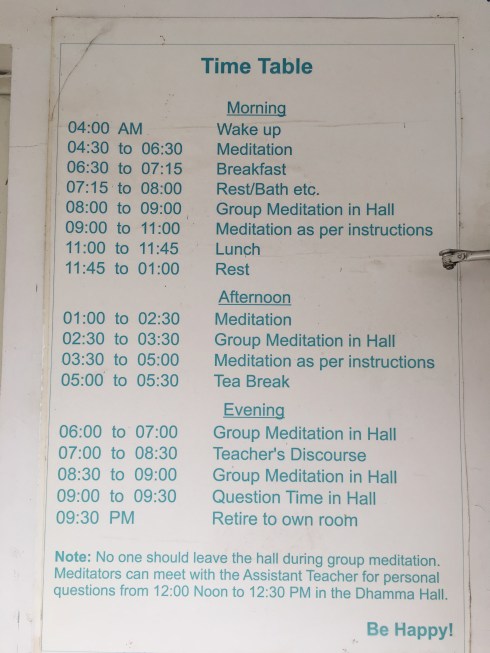 Time Table
Morning
04:00 AM Wake up
04:30 to 06:30 Meditation
06:30 to 07:15 Breakfast
07:15 to 08:00 Rest/Bath etc.
08:00 to 09:00 Group Meditation in Hall
09:00 to 11:00 Meditation as per instructions
11:00 to 11:45 Lunch
11:45 to 01:00 Rest
Afternoon
01:00 to 02:30 Meditation
02:30 to 03:30 Group Meditation in Hall
03:30 to 05:00 Meditation as per instructions
05:00 to 05:30 Tea Break
Evening
06:00 to 07:00 Group Meditation in Hall
07:00 to 08:30 Teacher's Discourse
08:30 to 09:00 Group Meditation in Hall
09:00 to 09:30 Question Time in Hall
09:30 PM Retire to own room
Note: No one should leave the hall during group meditation.
Meditators can meet with the Assistant Teacher for personal
questions from 12:00 Noon to 12:30 PM in the Dhamma Hall.
Be Happy!